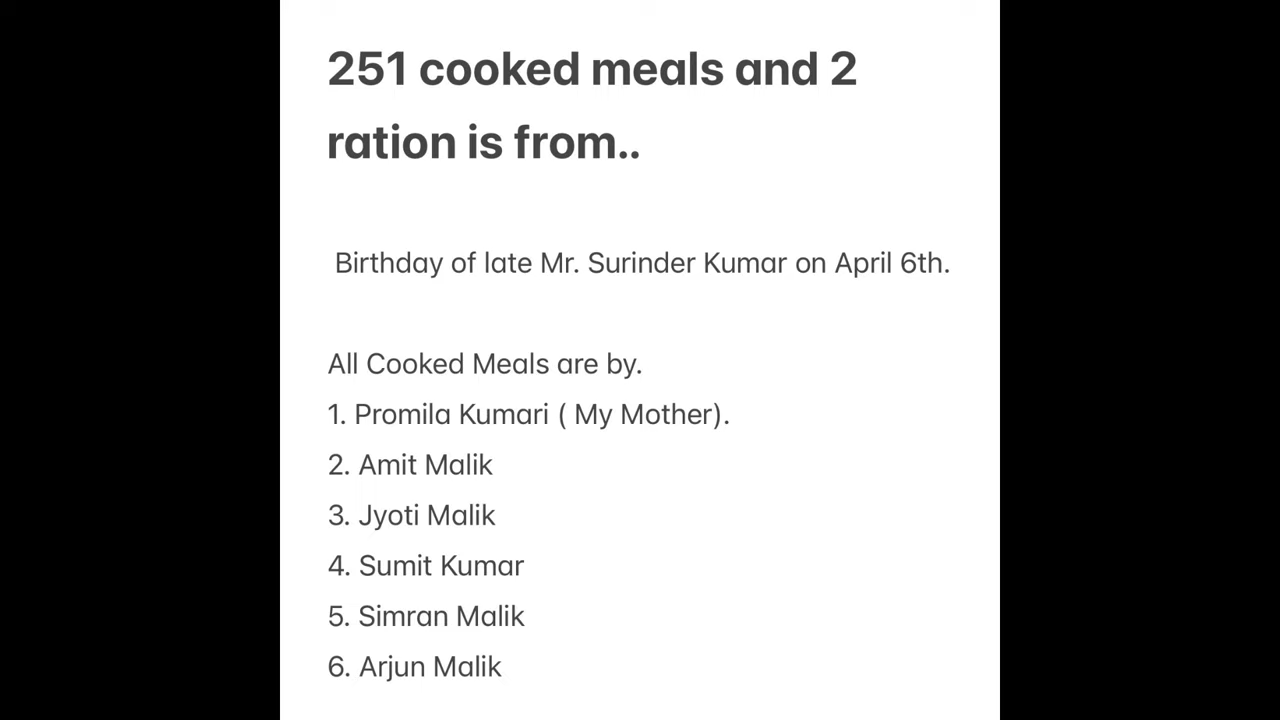 251 cooked meals and 2
ration is from..
Birthday of late Mr. Surinder Kumar on April 6th.
All Cooked Meals are by.
1. Promila Kumari ( My Mother).
2. Amit Malik
3. Jyoti Malik
4. Sumit Kumar
5. Simran Malik
6. Arjun Malik